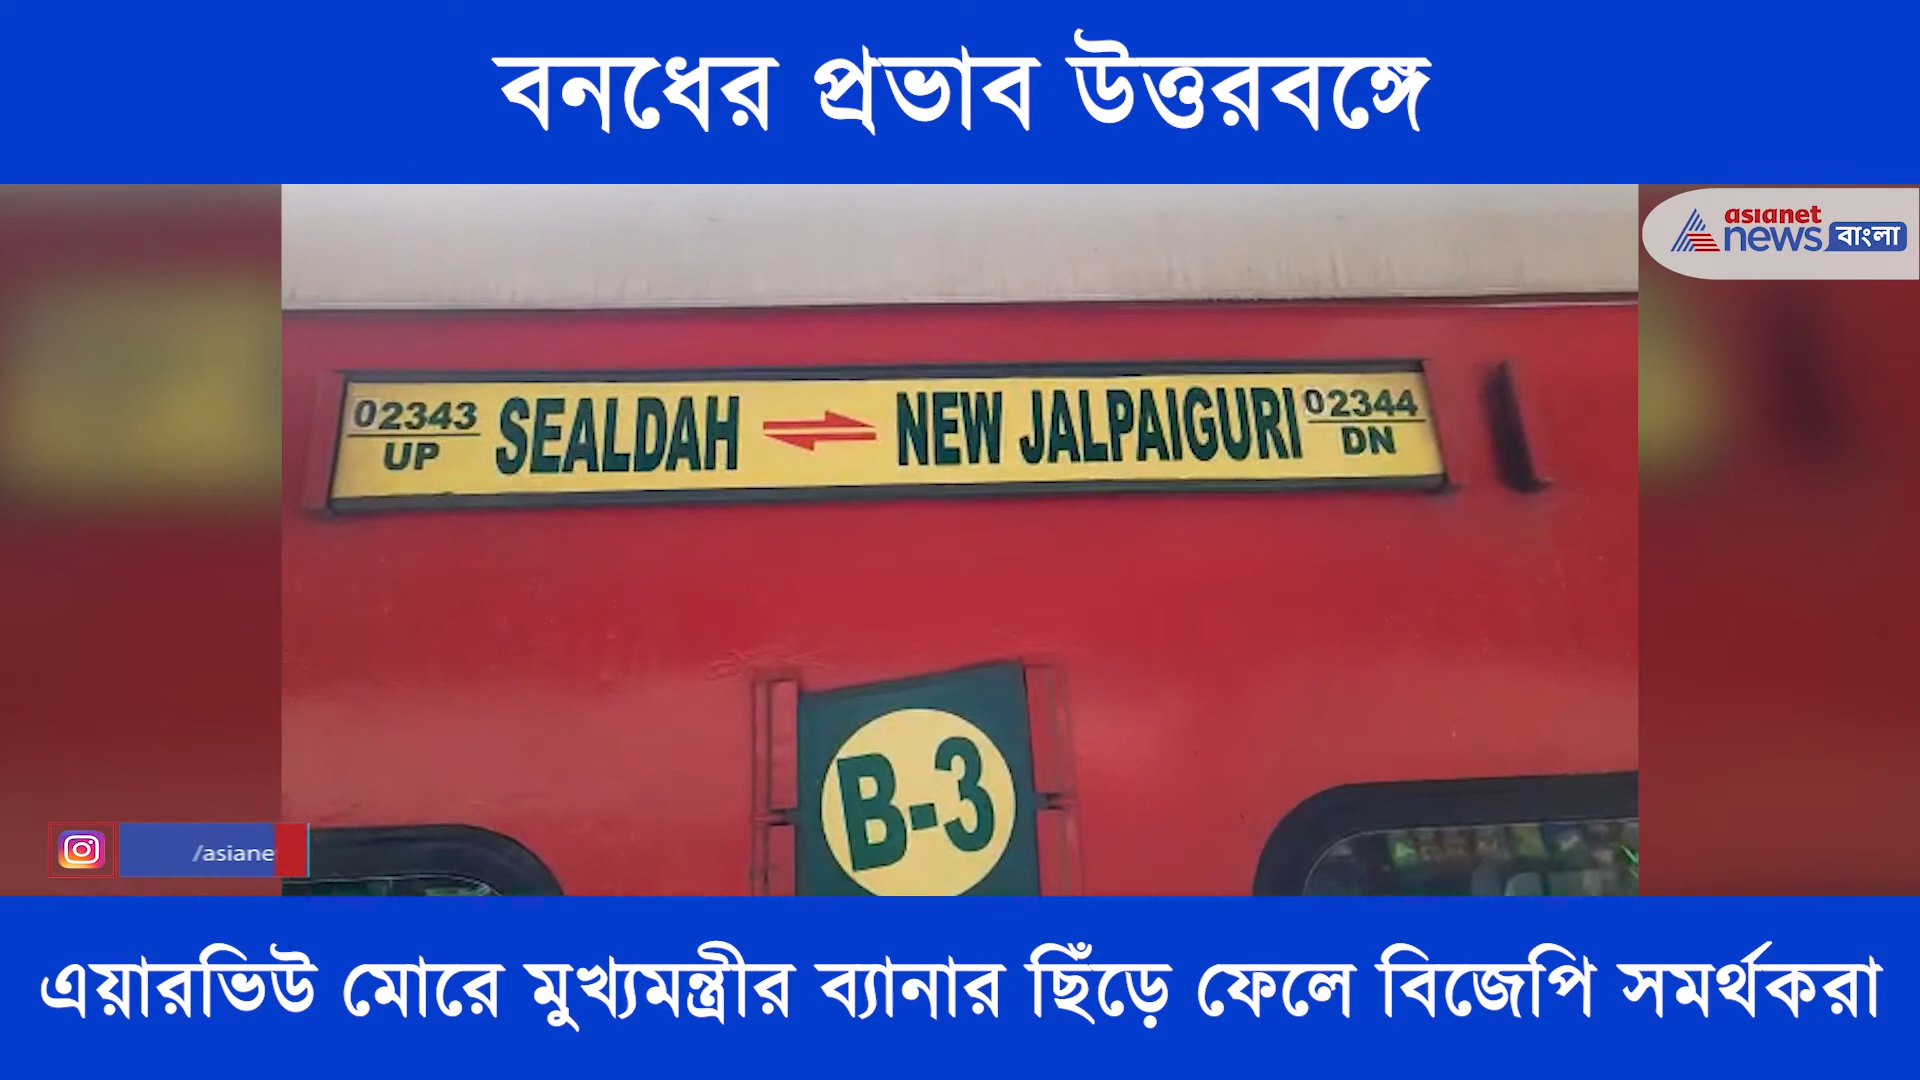 বনধের প্রভাব উত্তরবঙ্গে
asianet
news বাংলা
02343 SEALDAH NEW JALPAIGURI 02344
UP DN
B-3
/asiane
এয়ারভিউ মোরে মুখ্যমন্ত্রীর ব্যানার ছিঁড়ে ফেলে বিজেপি সমর্থকরা